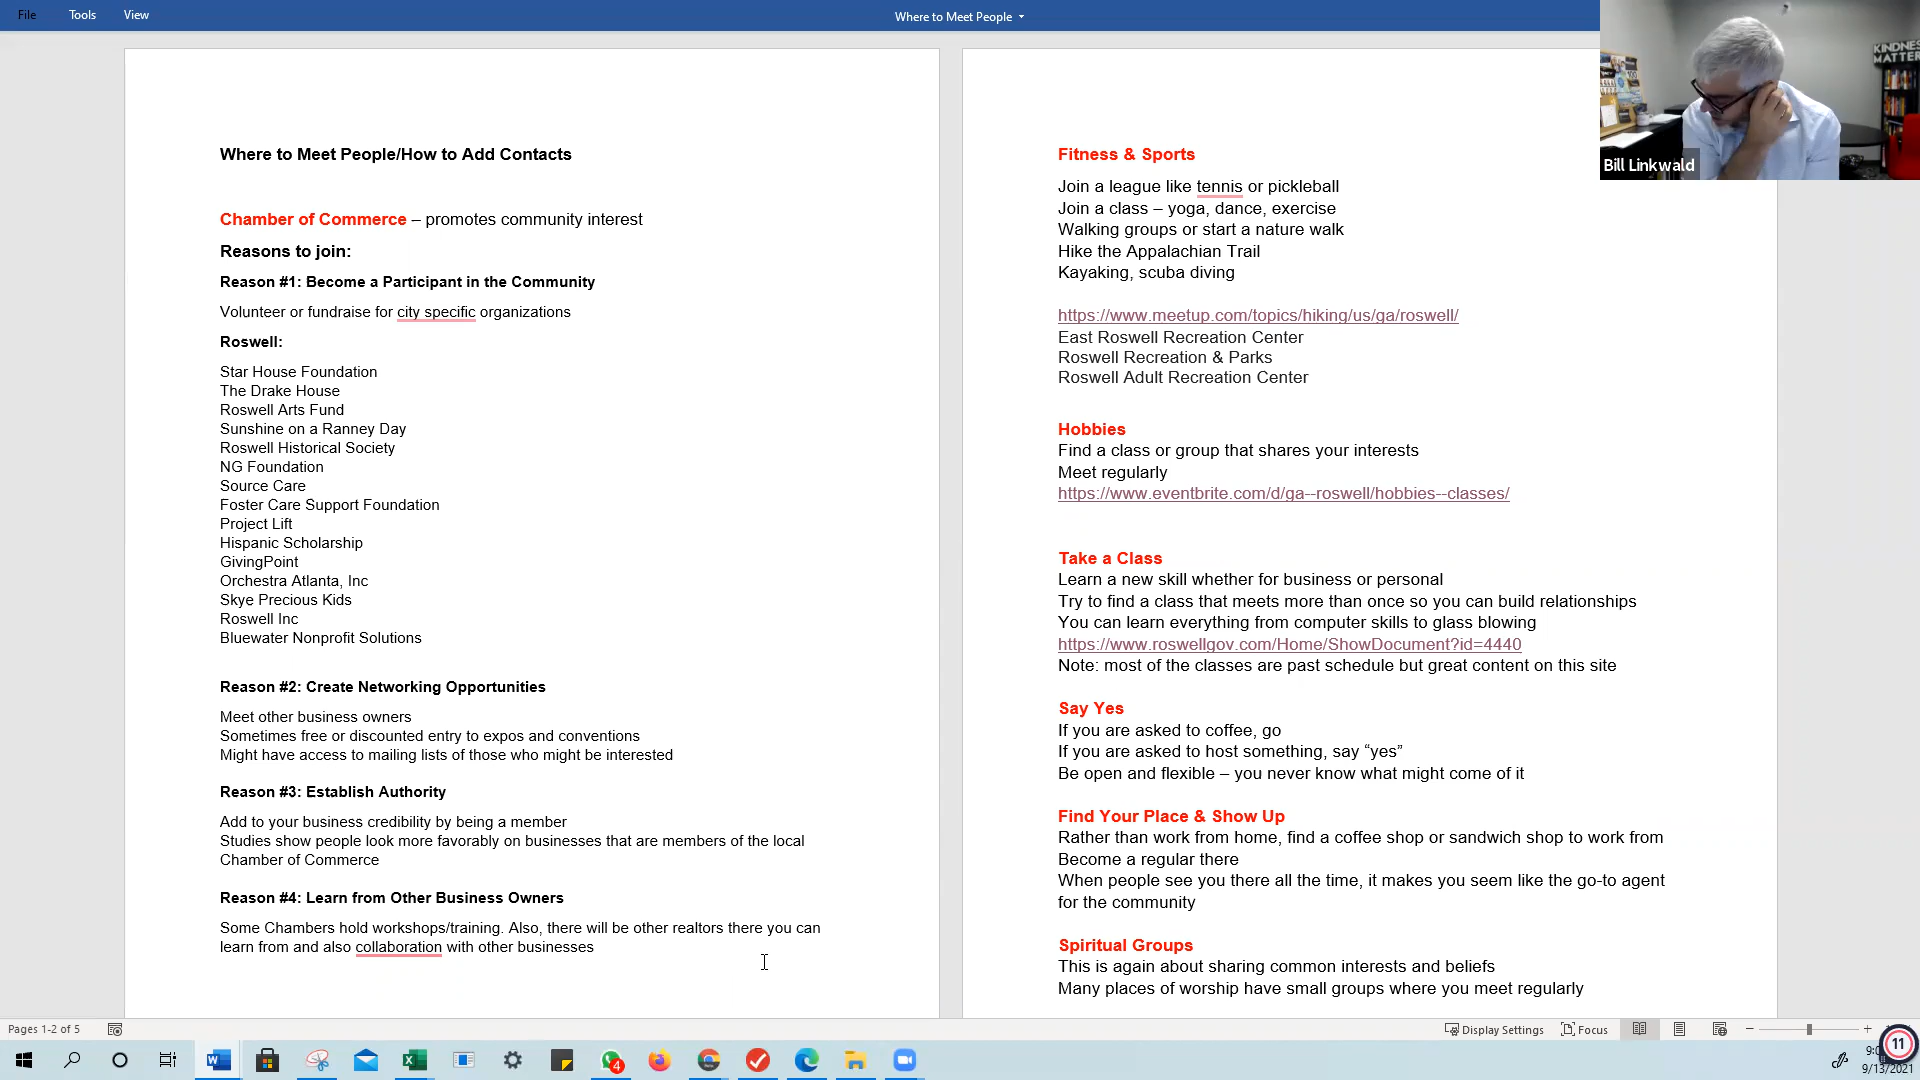 File
Tools
View
Where to Meet People
Where to Meet People/How to Add Contacts
Chamber of Commerce – promotes community interest
Reasons to join:
Reason #1: Become a Participant in the Community
Volunteer or fundraise for city specific organizations
Roswell:
Star House Foundation
The Drake House
Roswell Arts Fund
Sunshine on a Ranney Day
Roswell Historical Society
NG Foundation
Source Care
Foster Care Support Foundation
Project Lift
Hispanic Scholarship
GivingPoint
Orchestra Atlanta, Inc
Skye Precious Kids
Roswell Inc
Bluewater Nonprofit Solutions
Reason #2: Create Networking Opportunities
Meet other business owners
Sometimes free or discounted entry to expos and conventions
Might have access to mailing lists of those who might be interested
Reason #3: Establish Authority
Add to your business credibility by being a member
Studies show people look more favorably on businesses that are members of the local
Chamber of Commerce
Reason #4: Learn from Other Business Owners
Some Chambers hold workshops/training. Also, there will be other realtors there you can
learn from and also collaboration with other businesses
Fitness & Sports
Join a league like tennis or pickleball
Join a class – yoga, dance, exercise
Walking groups or start a nature walk
Hike the Appalachian Trail
Kayaking, scuba diving
https://www.meetup.com/topics/hiking/us/ga/roswell/
East Roswell Recreation Center
Roswell Recreation & Parks
Roswell Adult Recreation Center
Hobbies
Find a class or group that shares your interests
Meet regularly
https://www.eventbrite.com/d/ga--roswell/hobbies--classes/
Take a Class
Learn a new skill whether for business or personal
Try to find a class that meets more than once so you can build relationships
You can learn everything from computer skills to glass blowing
https://www.roswellgov.com/Home/ShowDocument?id=4440
Note: most of the classes are past schedule but great content on this site
Say Yes
If you are asked to coffee, go
If you are asked to host something, say “yes”
Be open and flexible – you never know what might come of it
Find Your Place & Show Up
Rather than work from home, find a coffee shop or sandwich shop to work from
Become a regular there
When people see you there all the time, it makes you seem like the go-to agent
for the community
Spiritual Groups
This is again about sharing common interests and beliefs
Many places of worship have small groups where you meet regularly
KINDNESS
MATTER
Bill Linkwald
Pages 1-2 of 5
Display Settings
Focus
4
11
9/13/2021